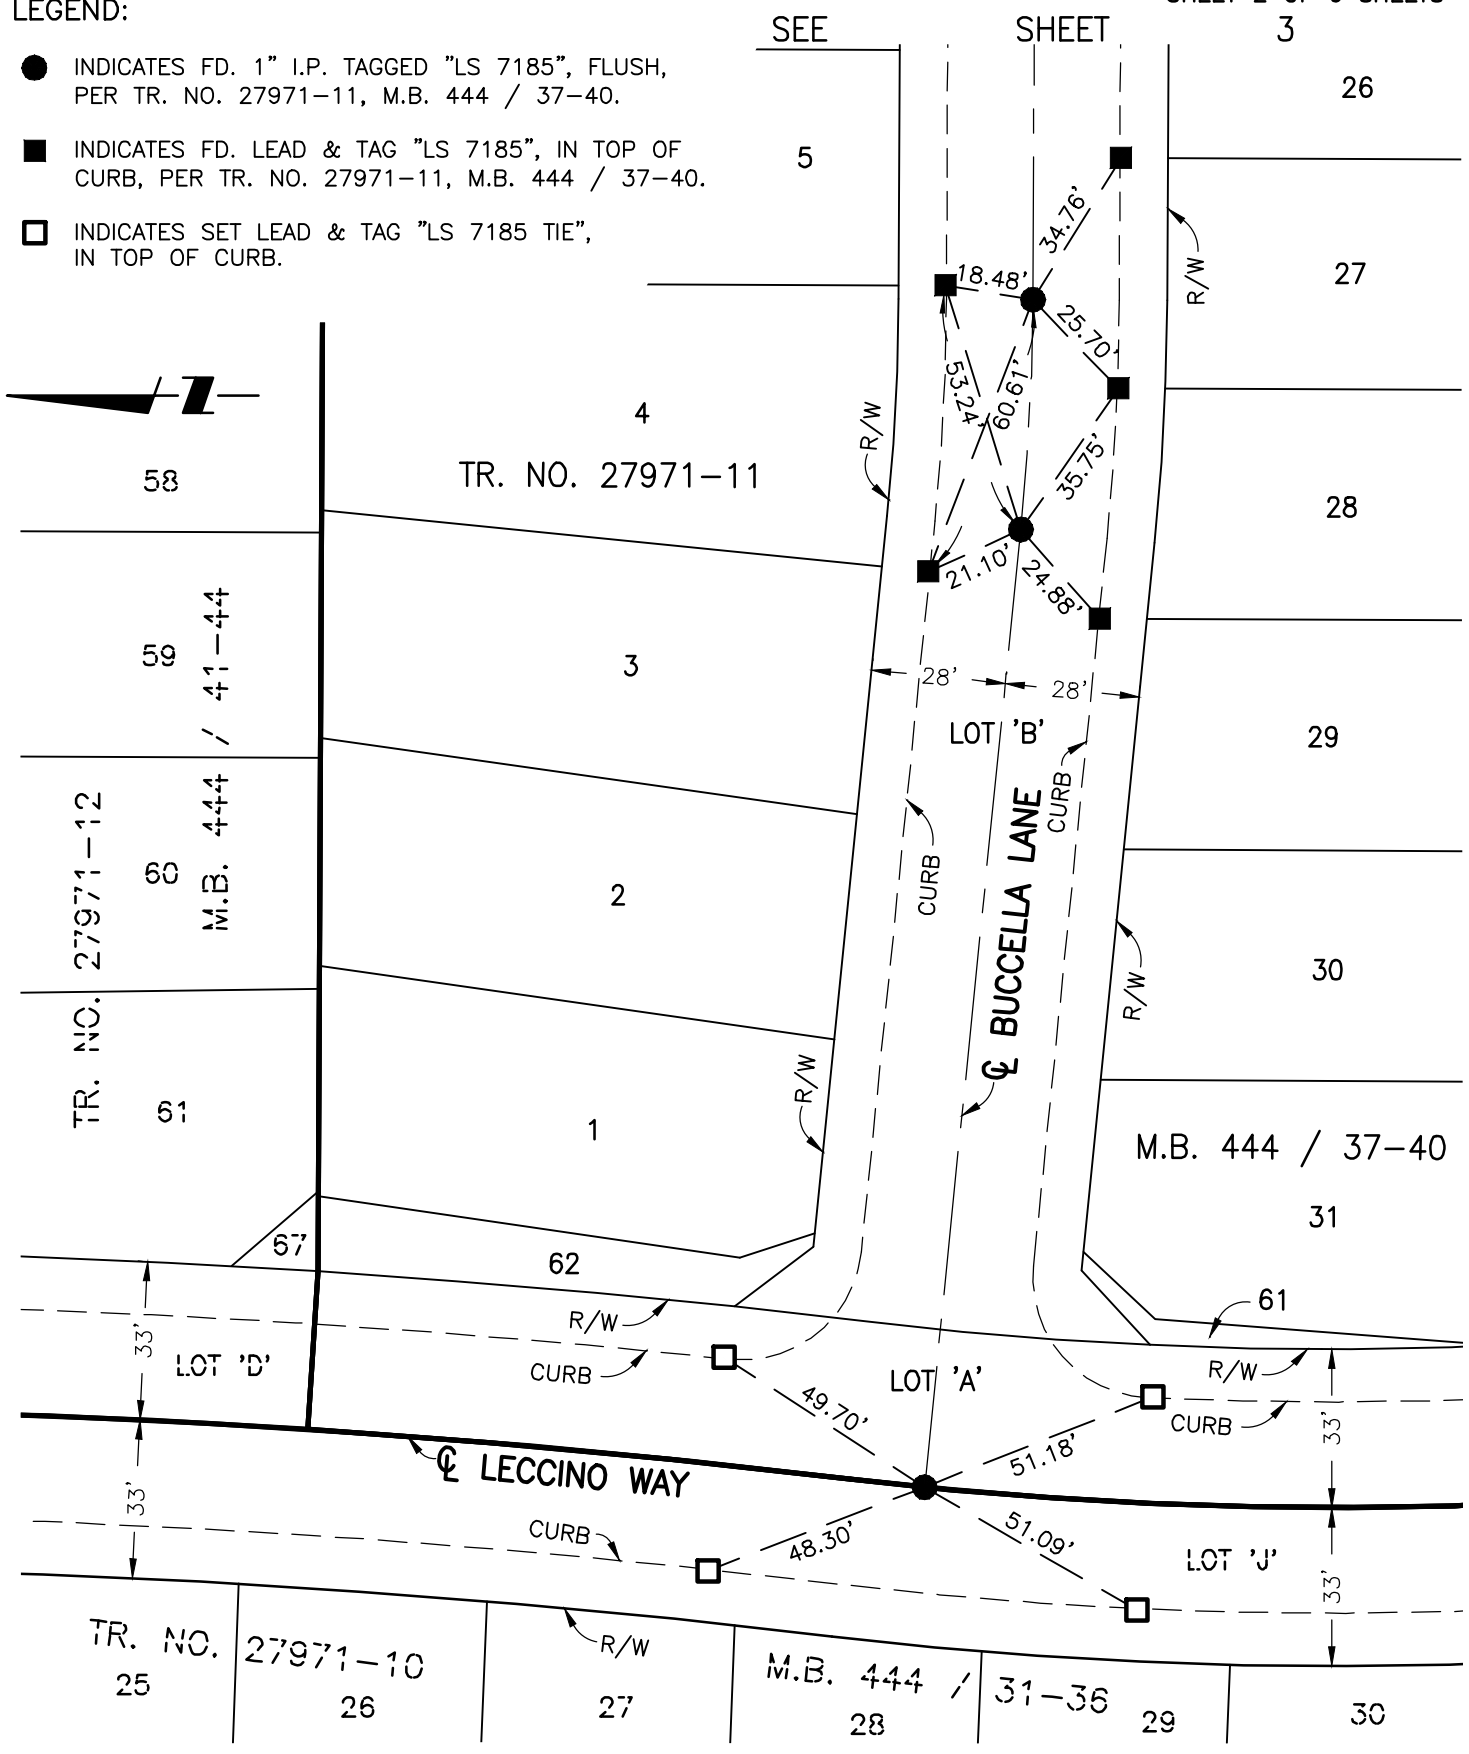 LEGEND:
INDICATES FD. 1" I.P. TAGGED "LS 7185", FLUSH,
PER TR. NO. 27971-11, M.B. 444 / 37-40.
INDICATES FD. LEAD & TAG "LS 7185", IN TOP OF
CURB, PER TR. NO. 27971-11, M.B. 444 / 37-40.
INDICATES SET LEAD & TAG "LS 7185 TIE",
IN TOP OF CURB.
SEE SHEET 3
26
5
34.76'
27
R/W
18.48'
25.70'
53.24'
60.61'
4
R/W
TR. NO. 27971-11
35.75'
28
58
21.10'
24.88'
59
3
28'
28'
LOT 'B'
29
CURB
CURB
TR. NO. 27971-12
M.B. 444 / 41-44
60
2
℄ BUCCELLA LANE
30
R/W
61
1
R/W
M.B. 444 / 37-40
31
67
62
61
33'
R/W
LOT 'D'
CURB
LOT 'A'
R/W
49.70'
CURB
33'
51.18'
℄ LECCINO WAY
33'
CURB
48.30'
51.09'
LOT 'J'
33'
TR. NO. 27971-10
R/W
M.B. 444 / 31-36
25
26
27
28
29
30